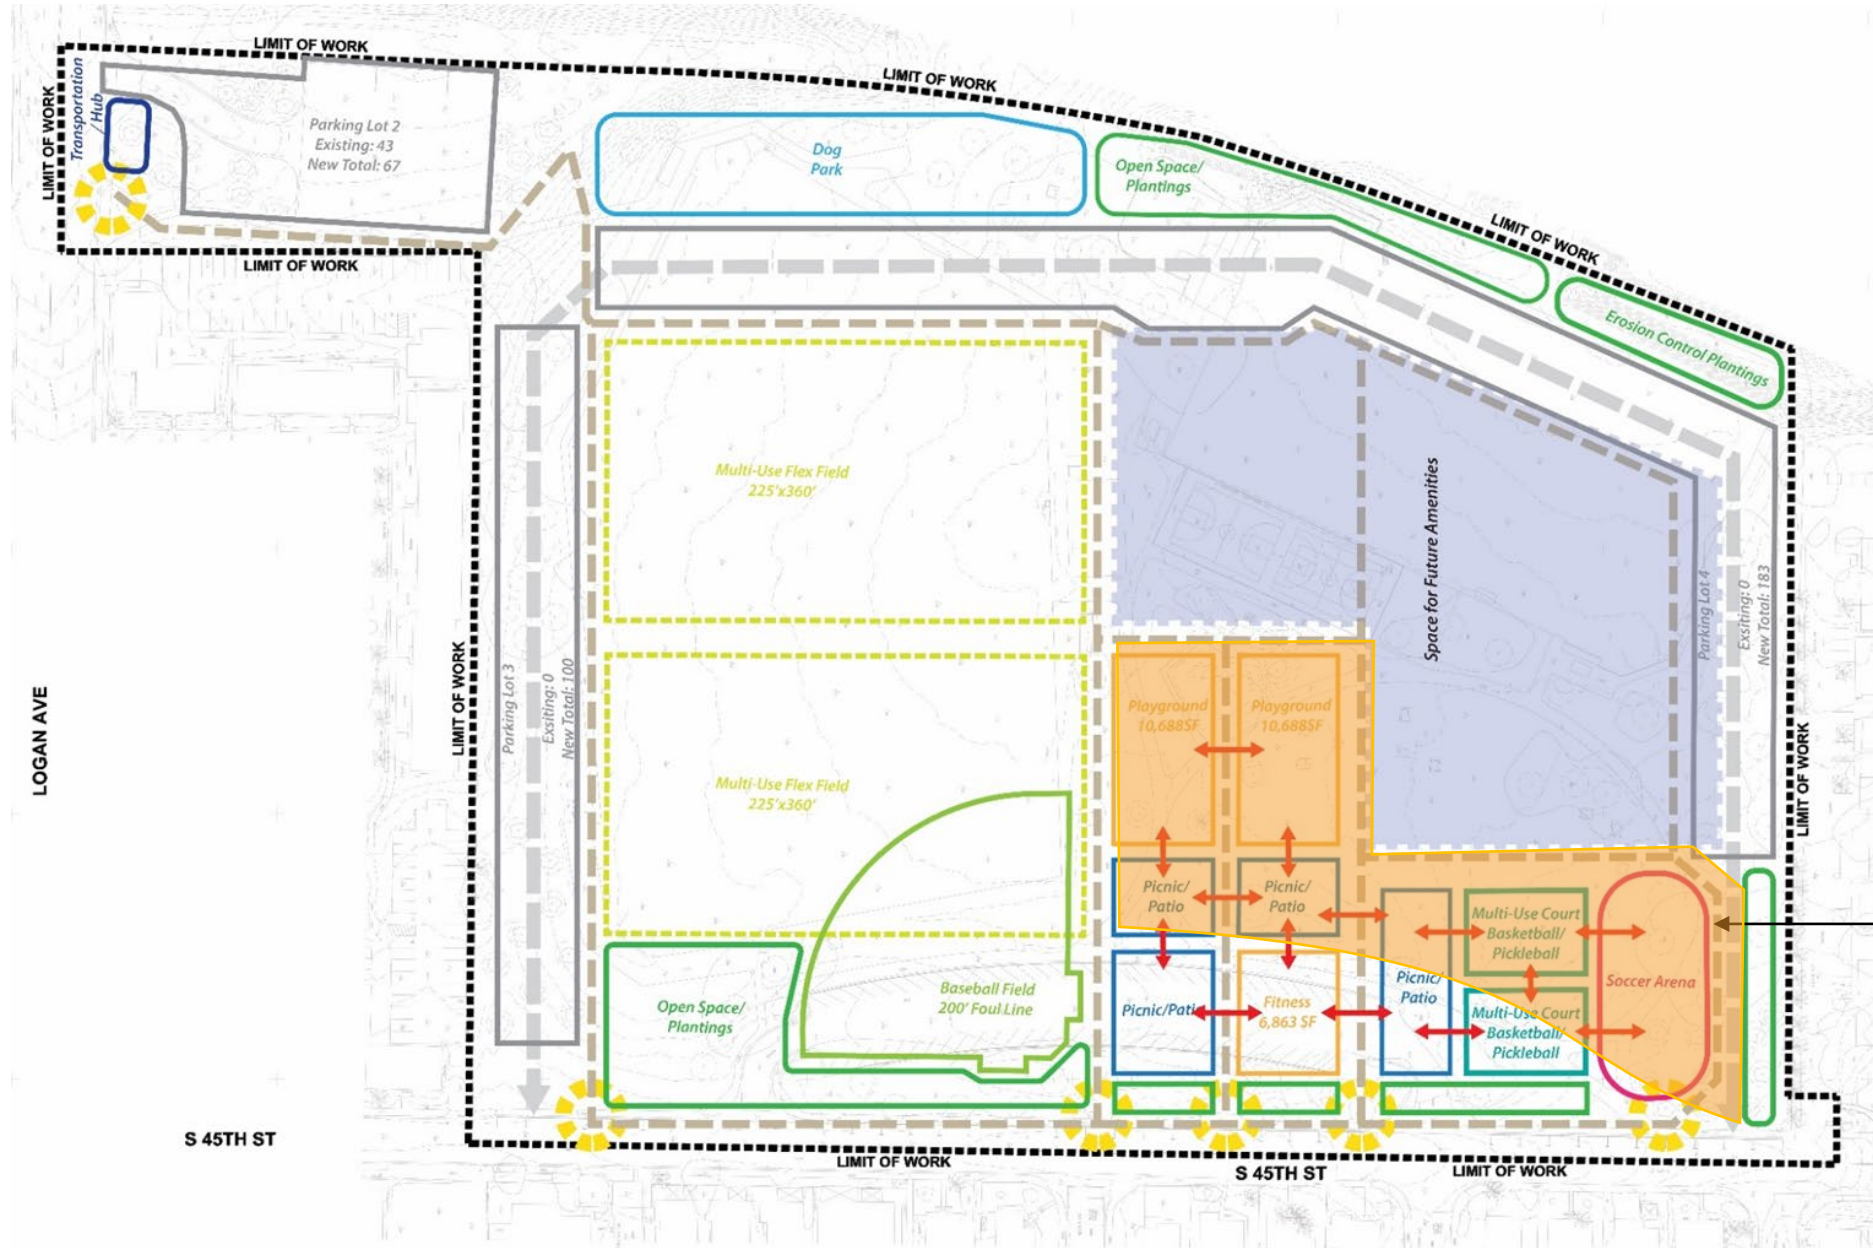 LIMIT OF WORK
LIMIT OF WORK
LIMIT OF WORK
Transportation
/ Hub
Parking Lot 2
Existing: 43
New Total: 67
LIMIT OF WORK
Dog
Park
Open Space/
Plantings
LIMIT OF WORK
Erosion Control Plantings
Multi-Use Flex Field
225'x360'
Space for Future Amenities
Parking Lot 4
Exsiting: 0
New Total: 183
LOGAN AVE
LIMIT OF WORK
Parking Lot 3
Exsiting: 0
New Total: 100
Multi-Use Flex Field
225'x360'
Playground
10,688SF
Playground
10,688SF
LIMIT OF WORK
Picnic/
Patio
Picnic/
Patio
Multi-Use Court
Basketball/
Pickleball
Picnic/
Patio
Soccer Arena
Open Space/
Plantings
Baseball Field
200' Foul Line
Picnic/Pati
Fitness
6,863 SF
Multi-Use Court
Basketball/
Pickleball
S 45TH ST
LIMIT OF WORK
S 45TH ST
LIMIT OF WORK